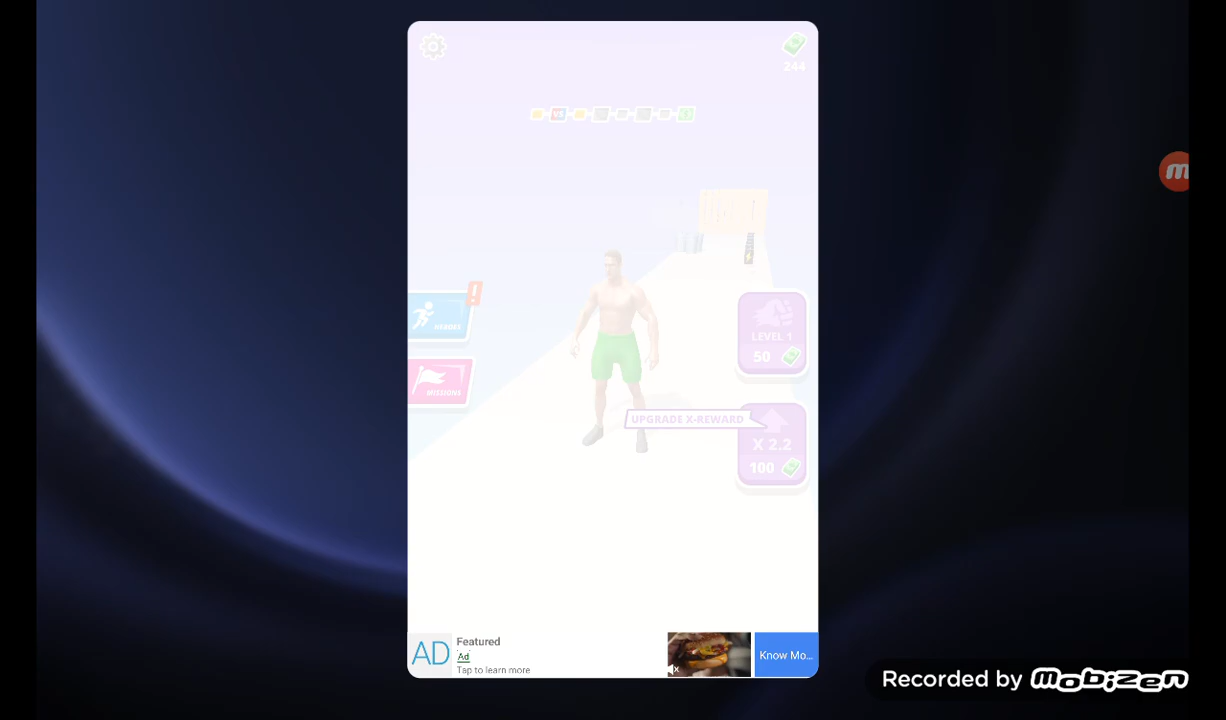 244
VS
!
HEROES
MISSIONS
LEVEL 1
50
UPGRADE X-REWARD
X 2.2
100
AD
Featured
Ad
Tap to learn more
Know Mo...
m
Recorded by mobizen